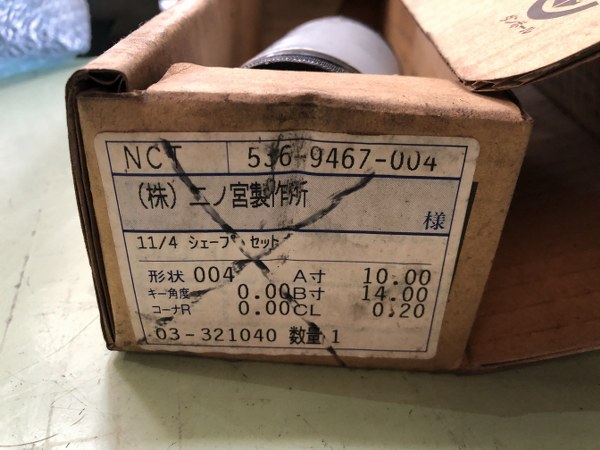 NCT 536-9467-004
(株)ニノ宮製作所
様
11/4 シェープ セット
形状 004 A寸 10.00
キー角度 0.00 B寸 14.00
コーナR 0.00 CL 0.20
03-321040 数量 1